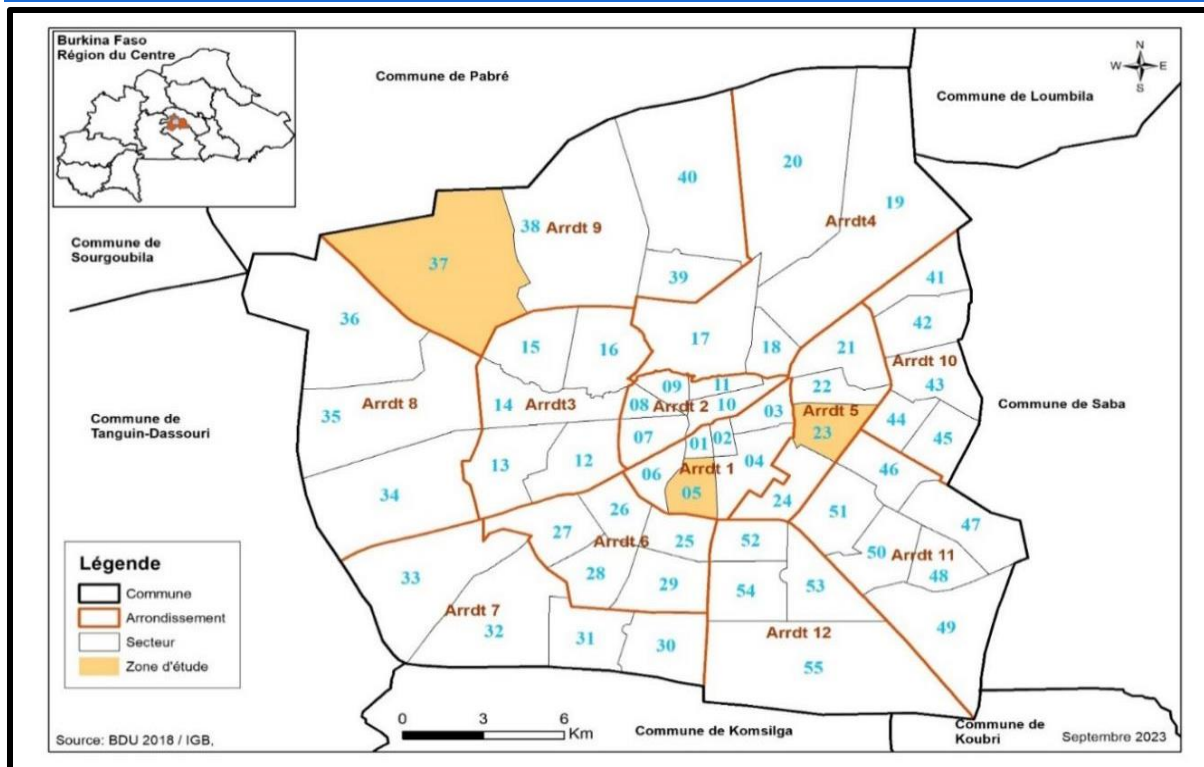 Burkina Faso
Région du Centre
Commune de Pabré
N
W E
S
Commune de Loumbila
20
40
19
38 Arrdt 9
Arrdt4
Commune de
Sourgoubila
37
39
41
36
42
17
18
21
15
16
Arrdt 10
09
11
22
43
35
Arrdt 8
14
Arrdt3
08
Arrdt 2
10
03
Arrdt 5
44
Commune de Saba
Commune de
Tanguin-Dassouri
07
01
02
23
45
13
12
06
Arrdt 1
04
46
34
05
24
26
51
47
27
Arrdt 6
25
52
50
Arrdt 11
Légende
Commune
Arrondissement
Secteur
Zone d'étude
33
28
29
54
53
48
Arrdt 7
32
31
30
Arrdt 12
49
55
0 3 6
Km
Source: BDU 2018 / IGB,
Commune de Komsilga
Commune de
Koubri
Septembre 2023